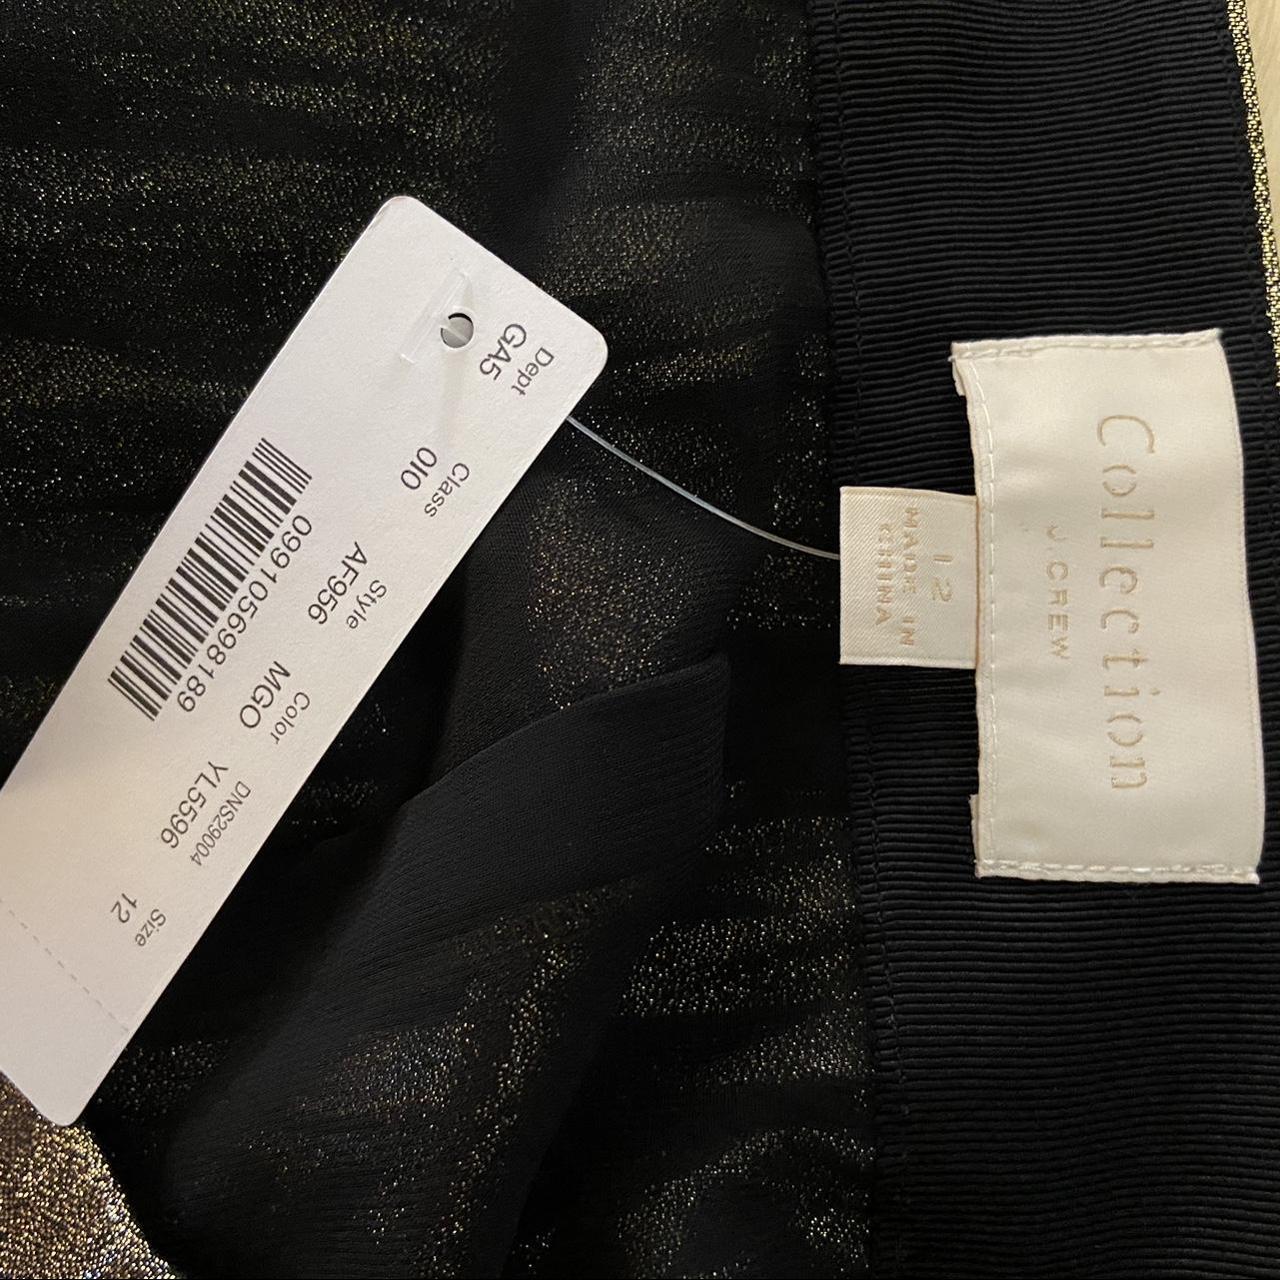 Dept
GA5
Class
010
Style
AF956
Color
MGO
DNS29004
YL5596
Size
12
099105698189
Collection
J.CREW
12
MADE IN
CHINA